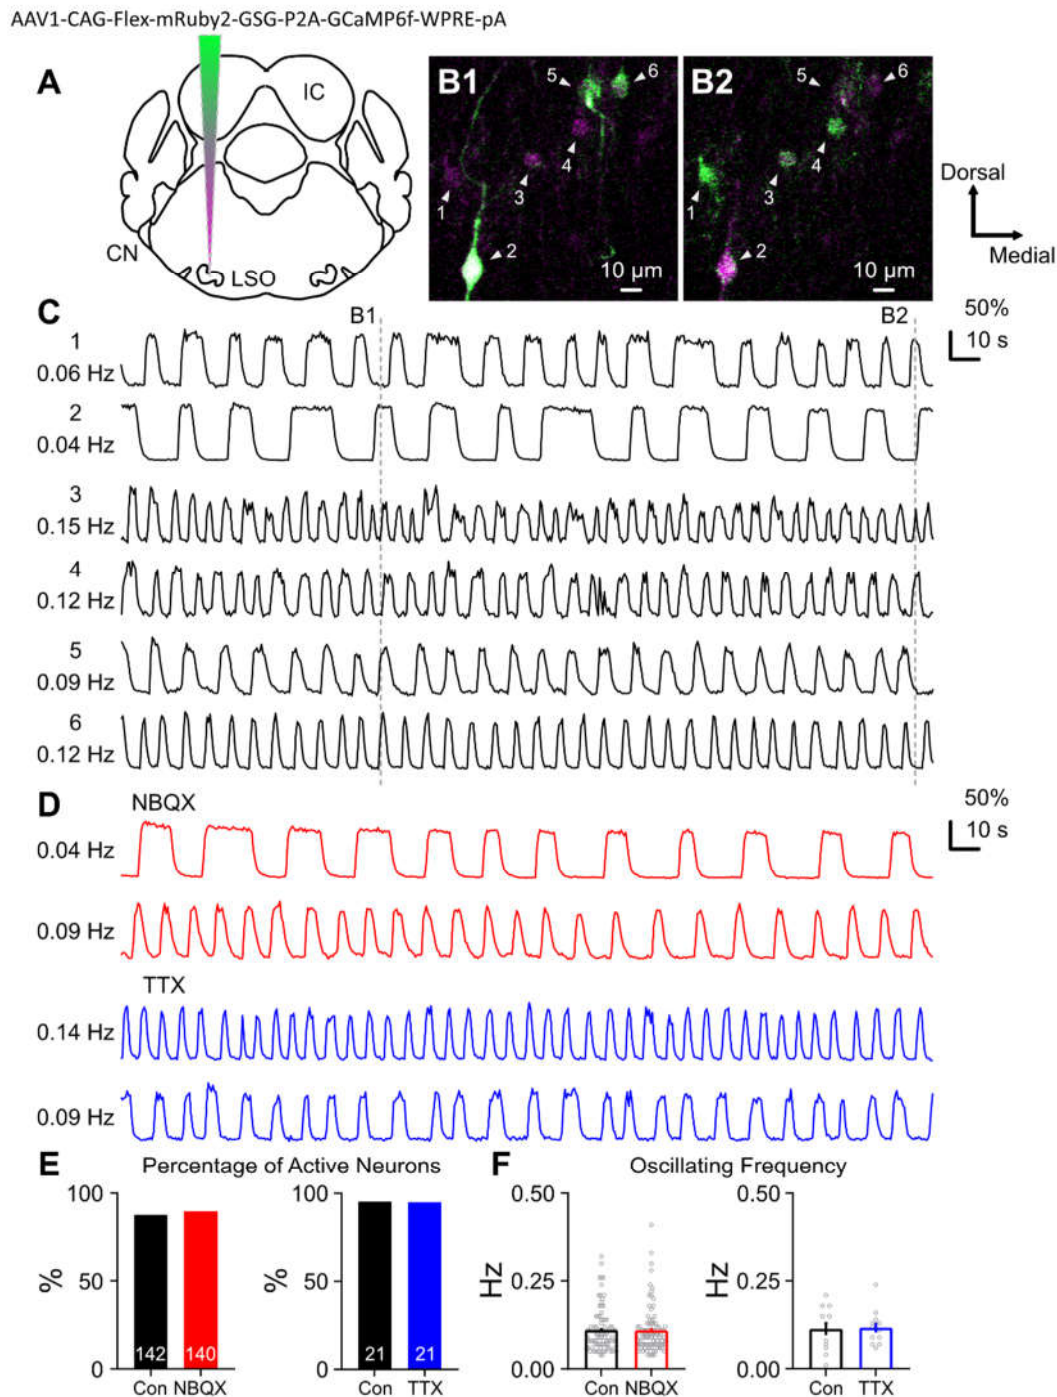 AAV1-CAG-Flex-mRuby2-GSG-P2A-GCaMP6f-WPRE-pA
A
IC
CN
LSO
B1
5
6
4
3
1
2
10 µm
B2
5
6
4
3
1
2
10 µm
Dorsal
Medial
C
B1
B2
50%
10 s
1
0.06 Hz
2
0.04 Hz
3
0.15 Hz
4
0.12 Hz
5
0.09 Hz
6
0.12 Hz
D
NBQX
50%
10 s
0.04 Hz
0.09 Hz
TTX
0.14 Hz
0.09 Hz
E
Percentage of Active Neurons
100
50
0
%
142
140
Con NBQX
100
50
0
%
21
21
Con TTX
F
Oscillating Frequency
0.50
0.25
0.00
Hz
Con NBQX
0.50
0.25
0.00
Hz
Con TTX